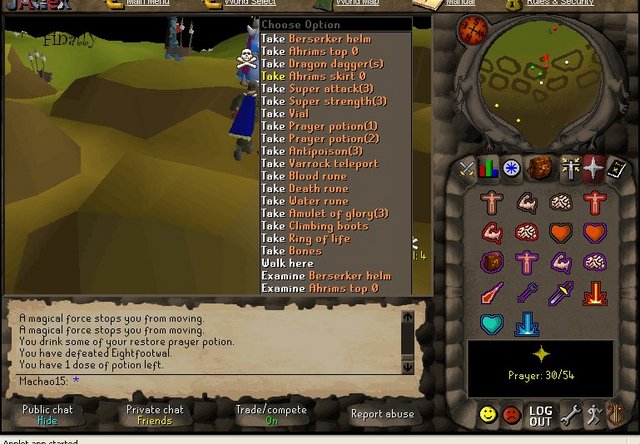 JAGEX
Main Menu
World Select
World Map
Manual
Rules & Security
Finally
Choose Option
Take Berserker helm
Take Ahrims top 0
Take Dragon dagger(s)
Take Ahrims skirt 0
Take Super attack(3)
Take Super strength(3)
Take Vial
Take Prayer potion(1)
Take Prayer potion(2)
Take Antipoison(3)
Take Varrock teleport
Take Blood rune
Take Death rune
Take Water rune
Take Amulet of glory(3)
Take Climbing boots
Take Ring of life
Take Bones
Walk here
Examine Berserker helm
Examine Ahrims top 0
: 4
A magical force stops you from moving.
A magical force stops you from moving.
You drink some of your restore prayer potion.
You have defeated Eightfootual.
You have 1 dose of potion left.
Machao15: *
Prayer: 30/54
Public chat
Hide
Private chat
Friends
Trade/compete
On
Report abuse
LOG OUT
Applet app started